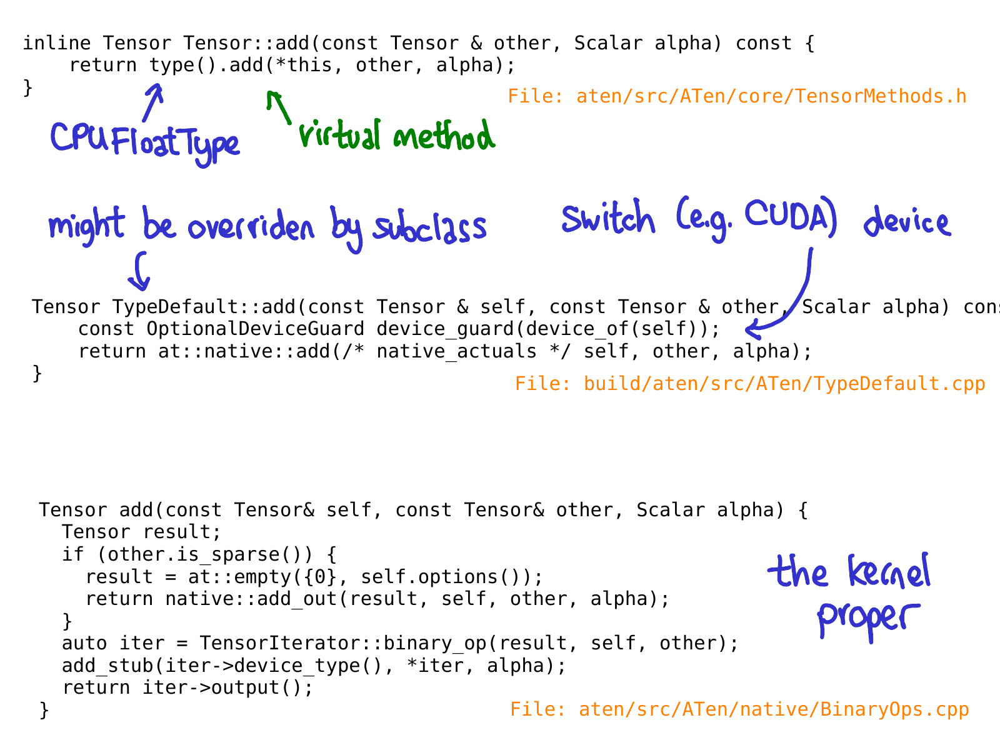 inline Tensor Tensor::add(const Tensor & other, Scalar alpha) const {
    return type().add(*this, other, alpha);
}
File: aten/src/ATen/core/TensorMethods.h
CPUFloatType
virtual method
might be overriden by subclass
Switch (e.g. CUDA) device
Tensor TypeDefault::add(const Tensor & self, const Tensor & other, Scalar alpha) cons
    const OptionalDeviceGuard device_guard(device_of(self));
    return at::native::add(/* native_actuals */ self, other, alpha);
}
File: build/aten/src/ATen/TypeDefault.cpp
Tensor add(const Tensor& self, const Tensor& other, Scalar alpha) {
  Tensor result;
  if (other.is_sparse()) {
    result = at::empty({0}, self.options());
    return native::add_out(result, self, other, alpha);
  }
  auto iter = TensorIterator::binary_op(result, self, other);
  add_stub(iter->device_type(), *iter, alpha);
  return iter->output();
}
the kernel
proper
File: aten/src/ATen/native/BinaryOps.cpp